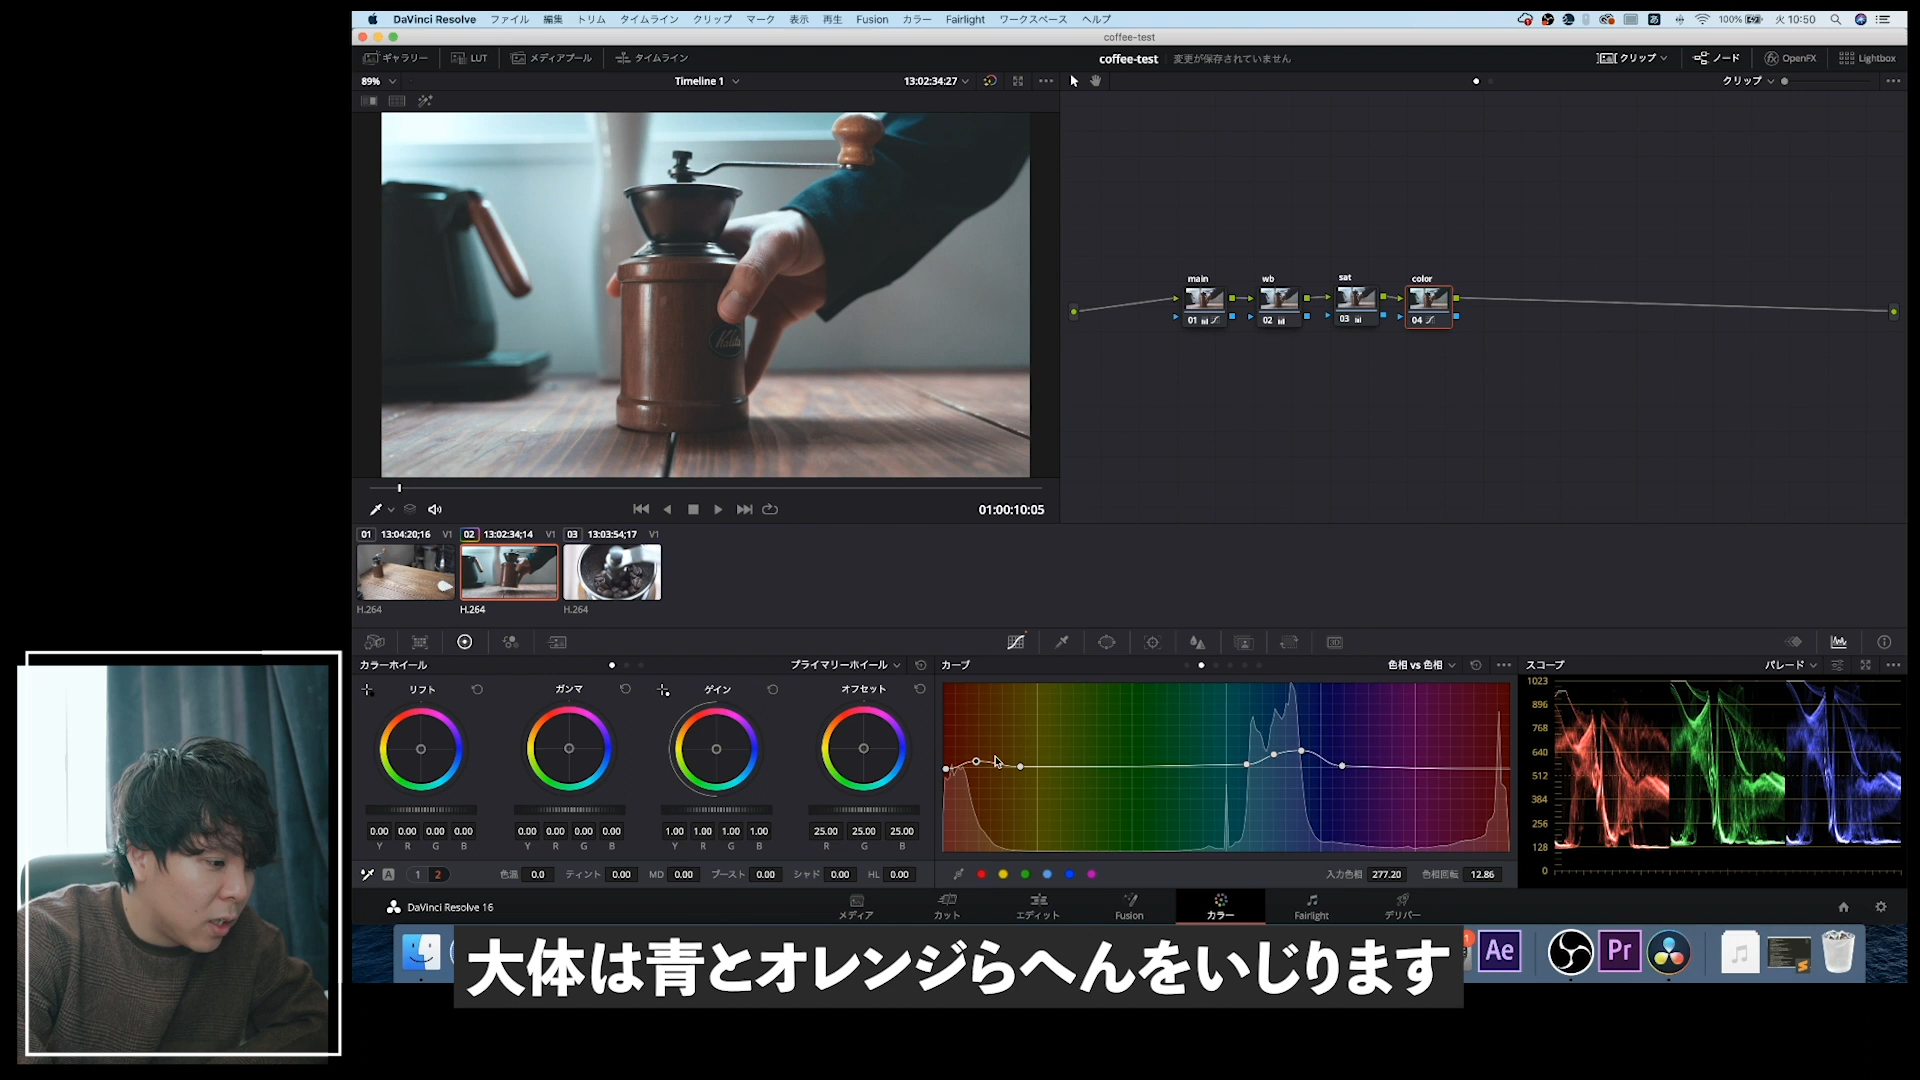 DaVinci Resolve ファイル 編集 トリム タイムライン クリップ マーク 表示 再生 Fusion カラー Fairlight ワークスペース ヘルプ
100% 火 10:50
coffee-test
ギャラリー LUT メディアプール タイムライン
coffee-test 変更が保存されていません
クリップ ノード OpenFX Lightbox
89% Timeline 1 13:02:34:27 クリップ
Kalita
main wb sat color
01 02 03 04
01:00:10:05
01 13:04:20;16 V1 02 13:02:34;14 V1 03 13:03:54;17 V1
H.264 H.264 H.264
カラーホイール プライマリーホイール
カーブ 色相 vs 色相
スコープ パレード
リフト ガンマ ゲイン オフセット
1023
896
768
640
512
384
256
128
0
0.00 0.00 0.00 0.00 0.00 0.00 0.00 0.00 1.00 1.00 1.00 1.00 25.00 25.00 25.00
Y R G B Y R G B Y R G B R G B
A 1 2 色温 0.0 ティント 0.00 MD 0.00 ブースト 0.00 シャド 0.00 HL 0.00
入力色相 277.20 色相回転 12.86
DaVinci Resolve 16
メディア カット エディット Fusion カラー Fairlight デリバー
大体は青とオレンジらへんをいじります
1 Ae Pr